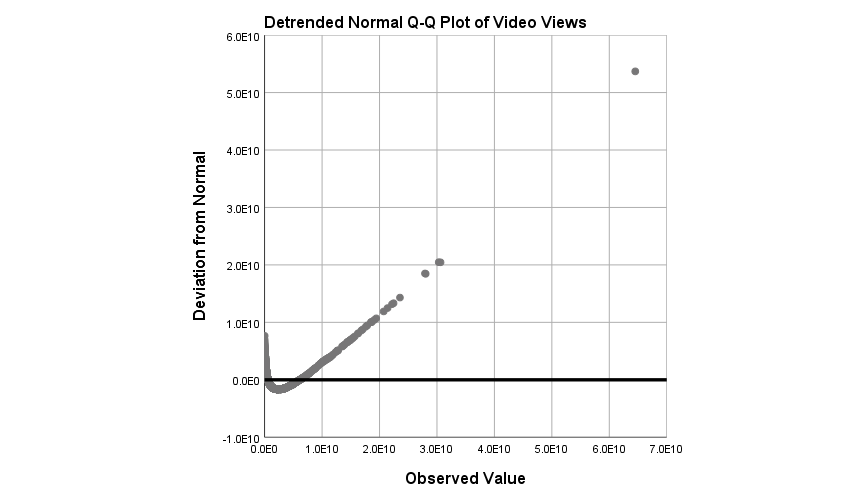 Detrended Normal Q-Q Plot of Video Views
6.0E10
5.0E10
4.0E10
3.0E10
2.0E10
1.0E10
0.0E0
-1.0E10
Deviation from Normal
0.0E0 1.0E10 2.0E10 3.0E10 4.0E10 5.0E10 6.0E10 7.0E10
Observed Value